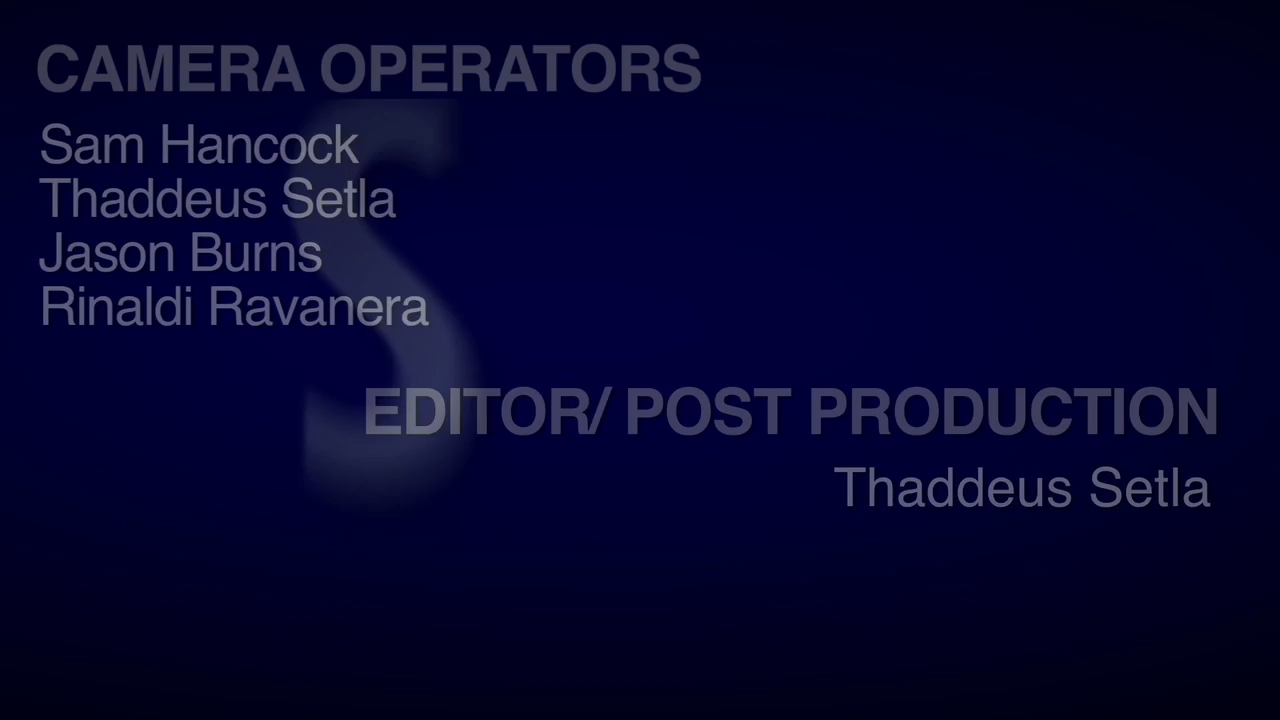 CAMERA OPERATORS
Sam Hancock
Thaddeus Setla
Jason Burns
Rinaldi Ravanera
S
EDITOR/ POST PRODUCTION
Thaddeus Setla